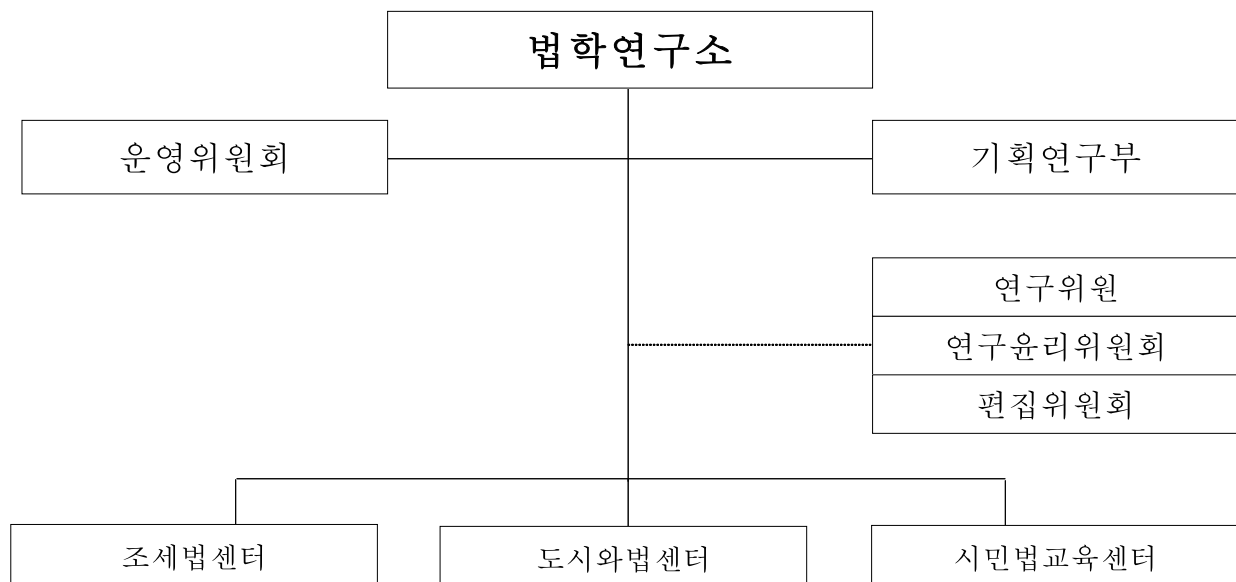 법학연구소
운영위원회
기획연구부
연구위원
연구윤리위원회
편집위원회
조세법센터
도시와법센터
시민법교육센터